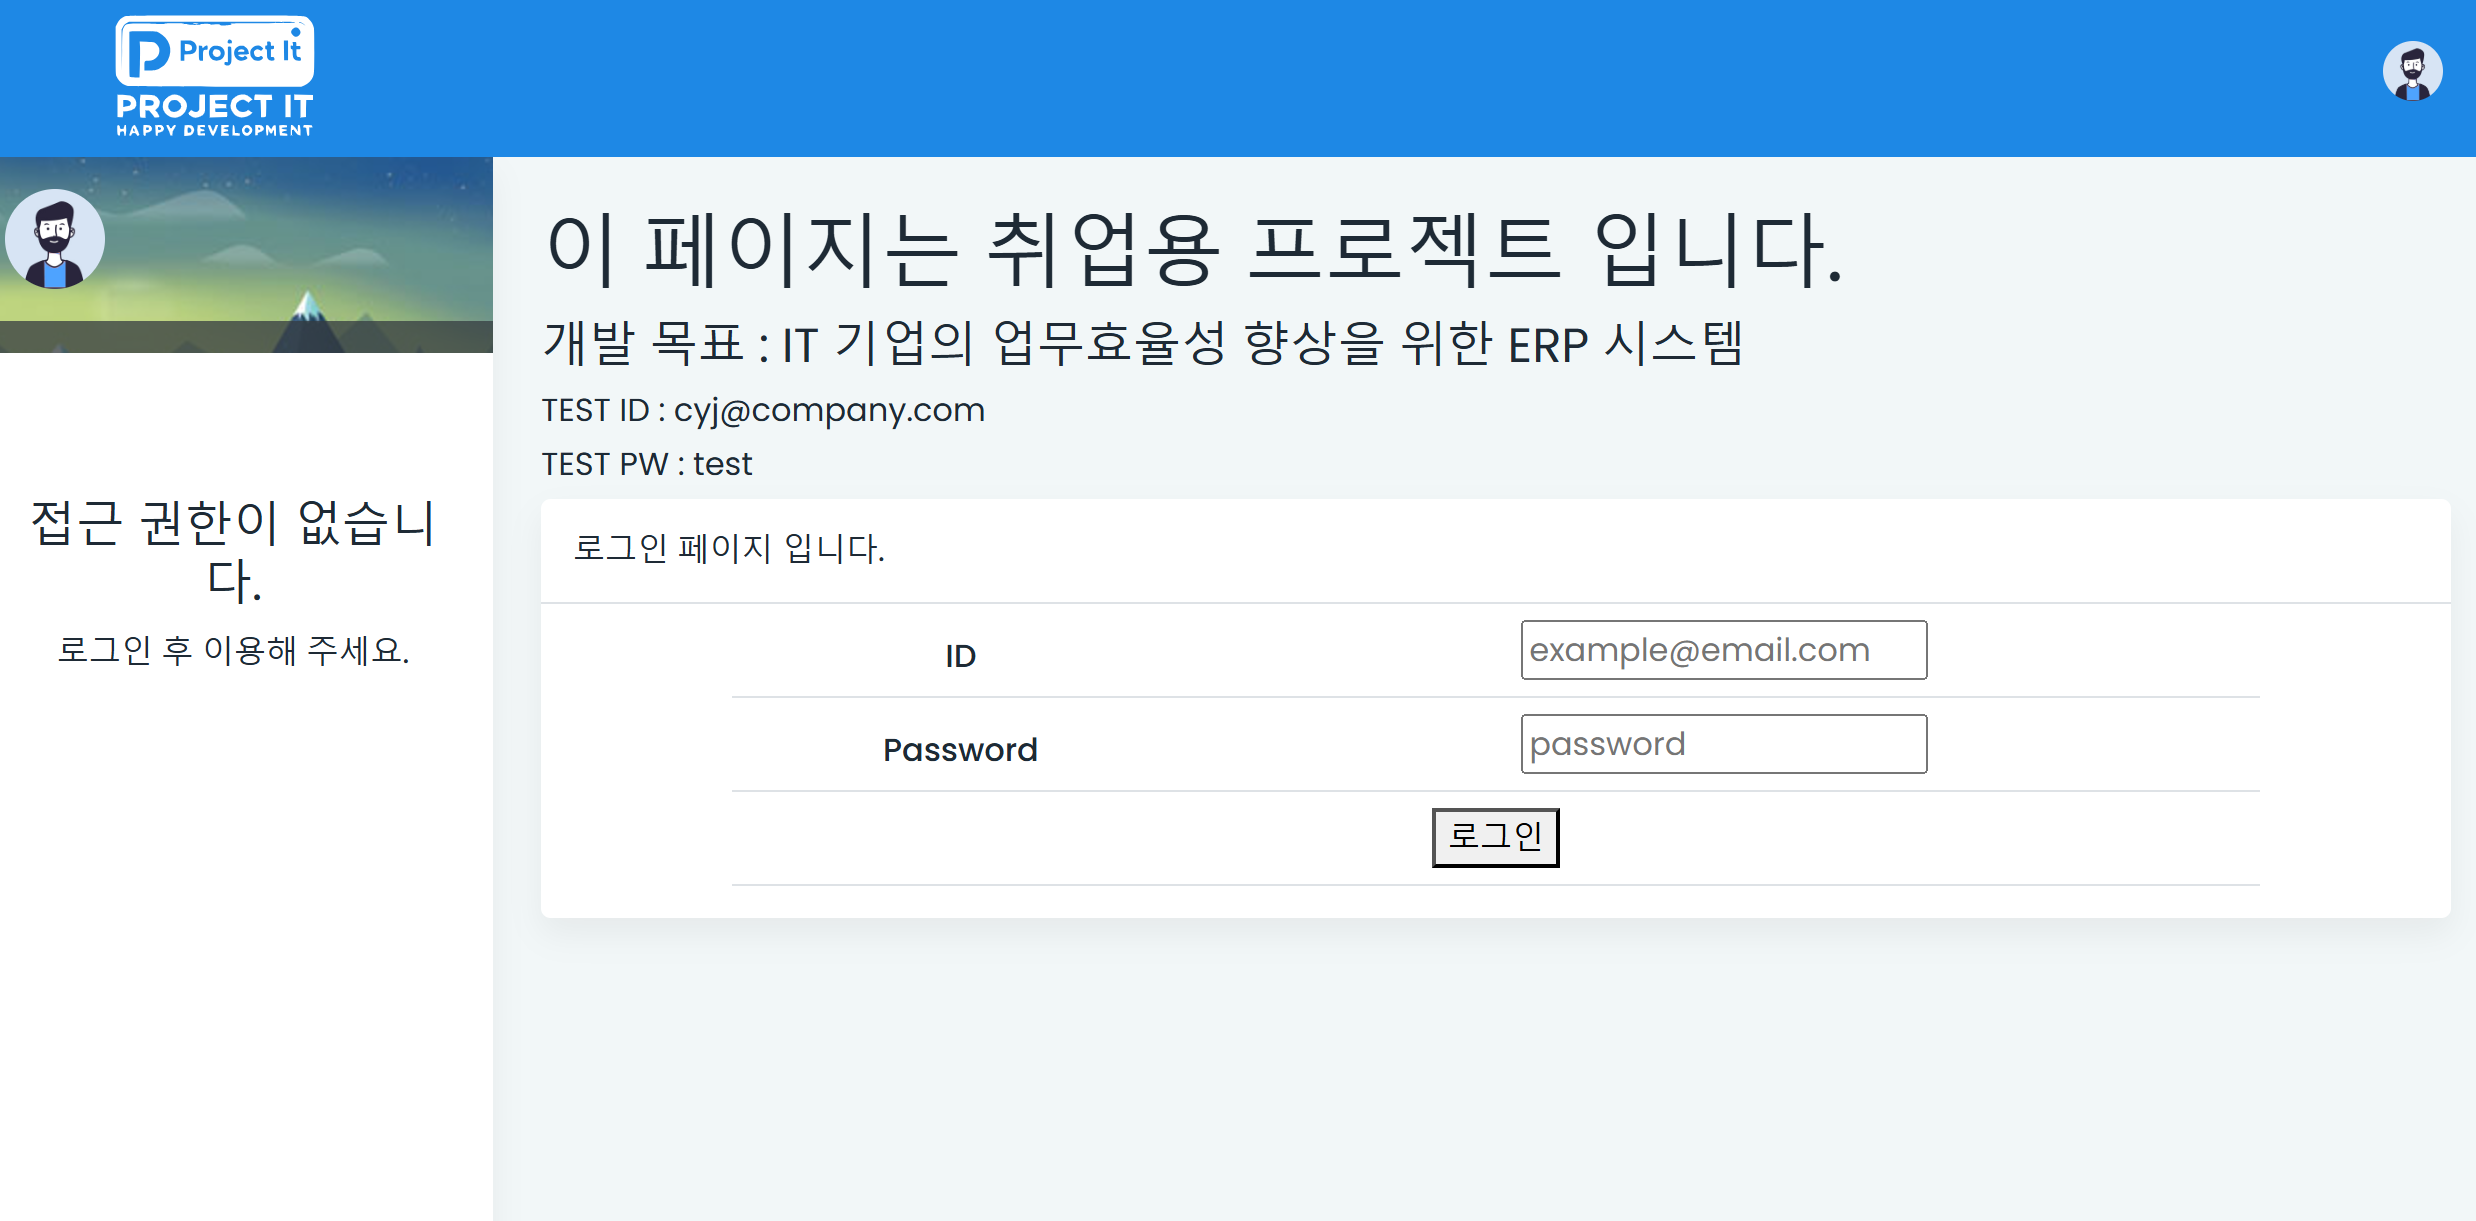 Project It
PROJECT IT
HAPPY DEVELOPMENT
접근 권한이 없습니
다.
로그인 후 이용해 주세요.
이 페이지는 취업용 프로젝트 입니다.
개발 목표 : IT 기업의 업무효율성 향상을 위한 ERP 시스템
TEST ID : cyj@company.com
TEST PW : test
로그인 페이지 입니다.
ID example@email.com
Password password
로그인